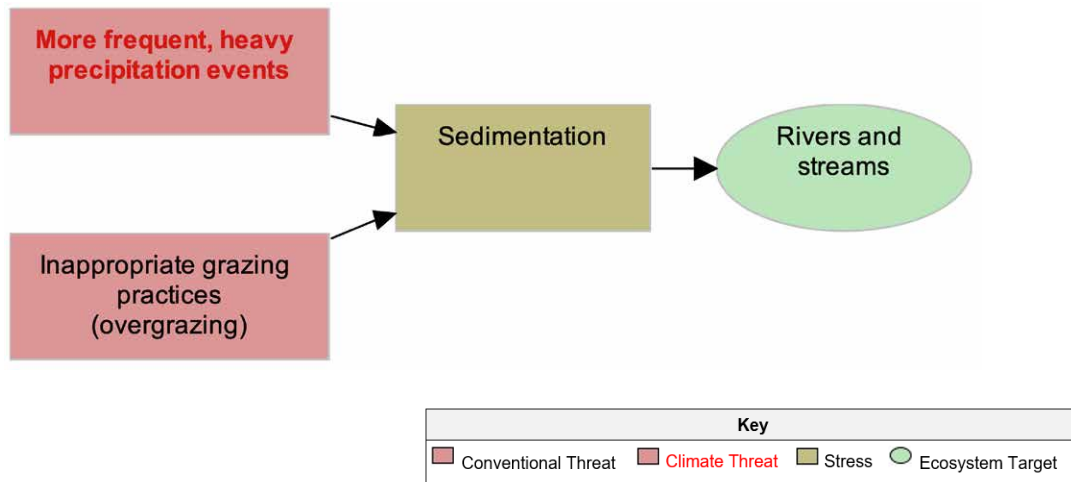 More frequent, heavy
precipitation events
Sedimentation
Rivers and
streams
Inappropriate grazing
practices
(overgrazing)
Key
Conventional Threat Climate Threat Stress Ecosystem Target